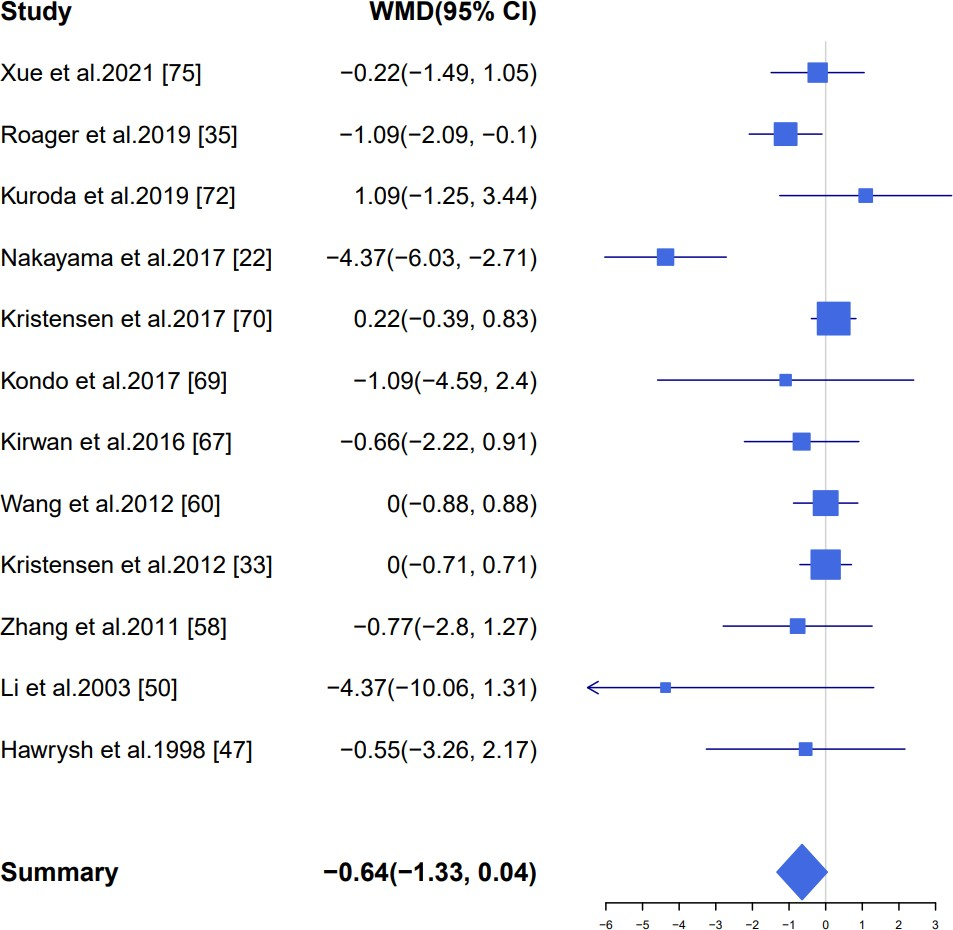 Study WMD(95% CI)
Xue et al.2021 [75] −0.22(−1.49, 1.05)
Roager et al.2019 [35] −1.09(−2.09, −0.1)
Kuroda et al.2019 [72] 1.09(−1.25, 3.44)
Nakayama et al.2017 [22] −4.37(−6.03, −2.71)
Kristensen et al.2017 [70] 0.22(−0.39, 0.83)
Kondo et al.2017 [69] −1.09(−4.59, 2.4)
Kirwan et al.2016 [67] −0.66(−2.22, 0.91)
Wang et al.2012 [60] 0(−0.88, 0.88)
Kristensen et al.2012 [33] 0(−0.71, 0.71)
Zhang et al.2011 [58] −0.77(−2.8, 1.27)
Li et al.2003 [50] −4.37(−10.06, 1.31)
Hawrysh et al.1998 [47] −0.55(−3.26, 2.17)
Summary −0.64(−1.33, 0.04)
−6 −5 −4 −3 −2 −1 0 1 2 3